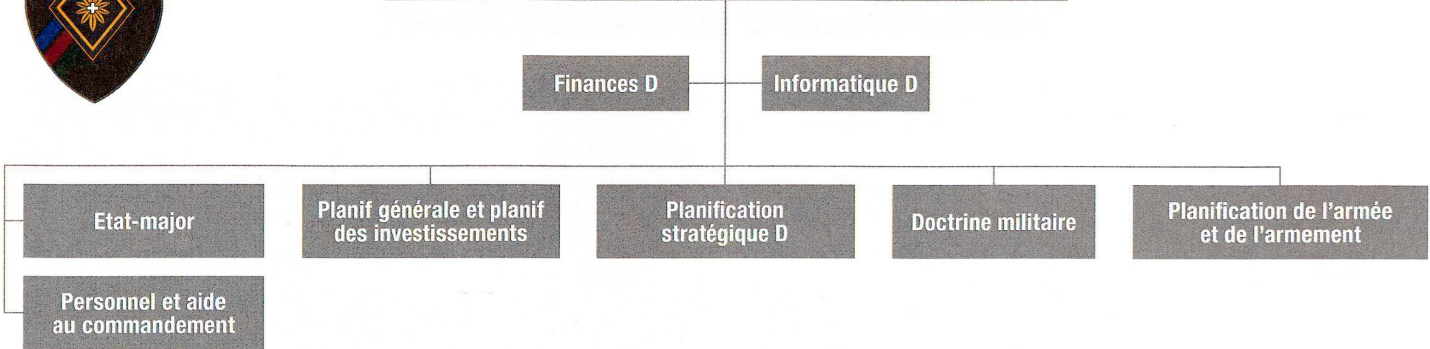 Finances D
Informatique D
Etat-major
Planif générale et planif
des investissements
Planification
stratégique D
Doctrine militaire
Planification de l'armée
et de l'armement
Personnel et aide
au commandement